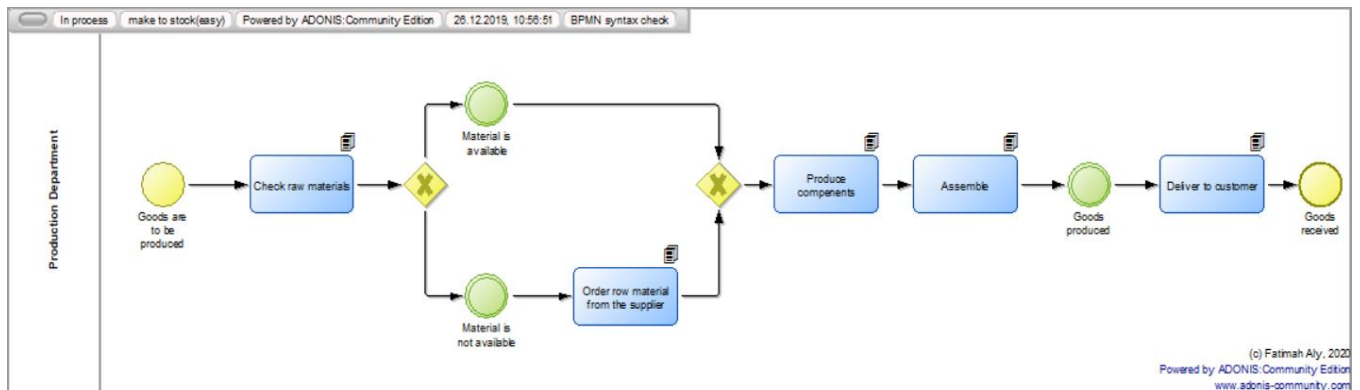 In process
make to stock(easy)
Powered by ADONIS:Community Edition
26.12.2019, 10:56:51
BPMN syntax check
Production Department
Goods are
to be
produced
Check raw materials
Material is
available
Material is
not available
Order row material
from the supplier
Produce
compenents
Assemble
Goods
produced
Deliver to customer
Goods
received
(c) Fatimah Aly, 2020
Powered by ADONIS:Community Edition
www.adonis-community.com